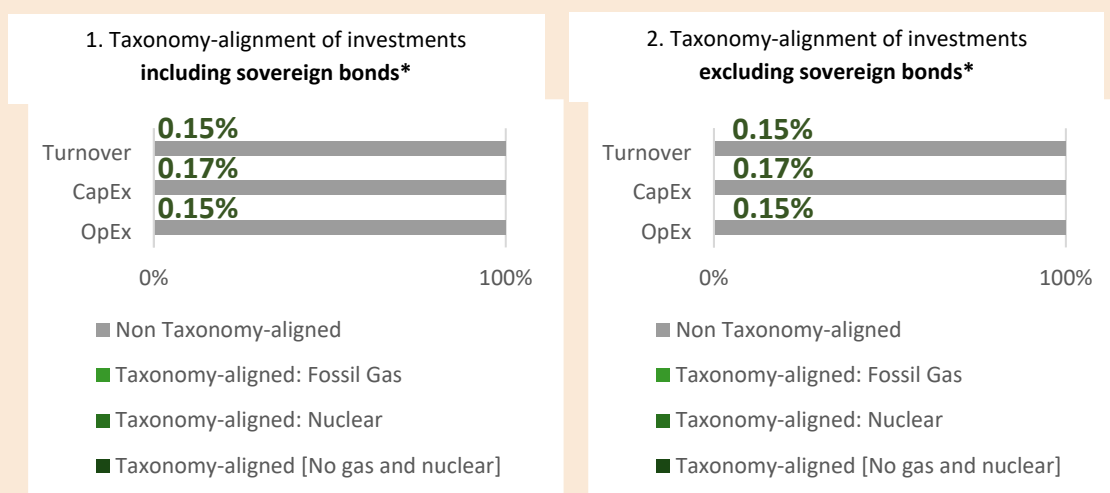 1. Taxonomy-alignment of investments
including sovereign bonds*
0.15%
Turnover
0.17%
CapEx
0.15%
OpEx
0%
100%
Non Taxonomy-aligned
Taxonomy-aligned: Fossil Gas
Taxonomy-aligned: Nuclear
Taxonomy-aligned [No gas and nuclear]
2. Taxonomy-alignment of investments
excluding sovereign bonds*
0.15%
Turnover
0.17%
CapEx
0.15%
OpEx
0%
100%
Non Taxonomy-aligned
Taxonomy-aligned: Fossil Gas
Taxonomy-aligned: Nuclear
Taxonomy-aligned [No gas and nuclear]